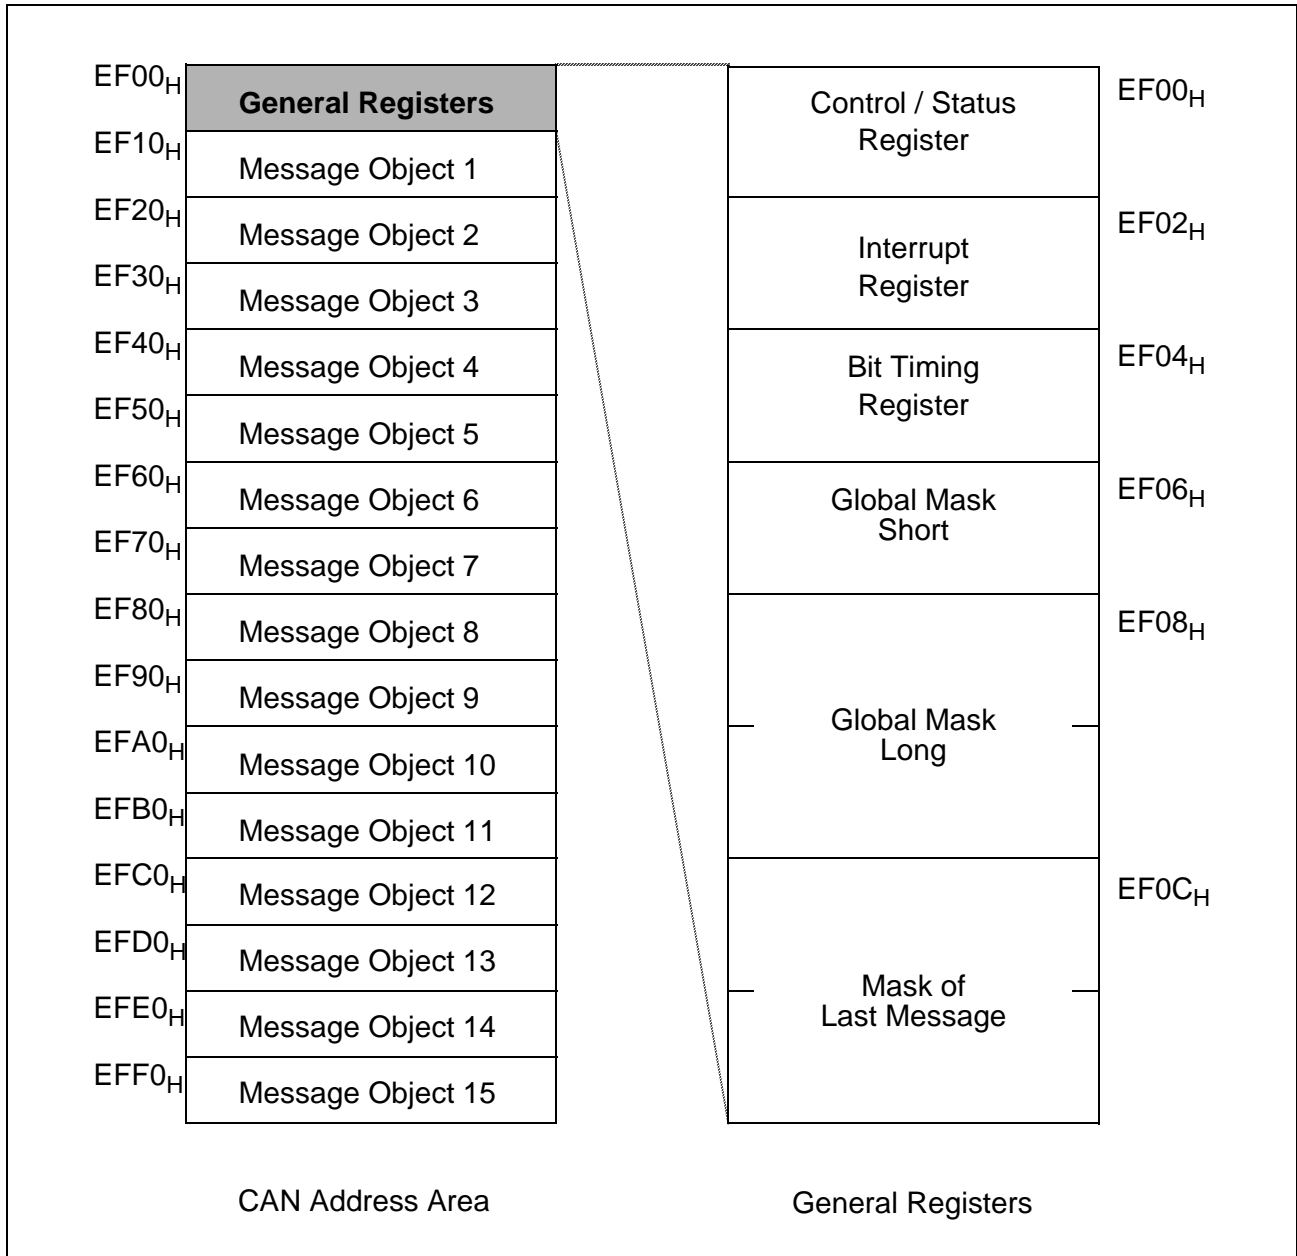 EF00H
General Registers
EF10H
Message Object 1
EF20H
Message Object 2
EF30H
Message Object 3
EF40H
Message Object 4
EF50H
Message Object 5
EF60H
Message Object 6
EF70H
Message Object 7
EF80H
Message Object 8
EF90H
Message Object 9
EFA0H
Message Object 10
EFB0H
Message Object 11
EFC0H
Message Object 12
EFD0H
Message Object 13
EFE0H
Message Object 14
EFF0H
Message Object 15
CAN Address Area
Control / Status
Register
EF00H
Interrupt
Register
EF02H
Bit Timing
Register
EF04H
Global Mask
Short
EF06H
Global Mask
Long
EF08H
Mask of
Last Message
EF0CH
General Registers